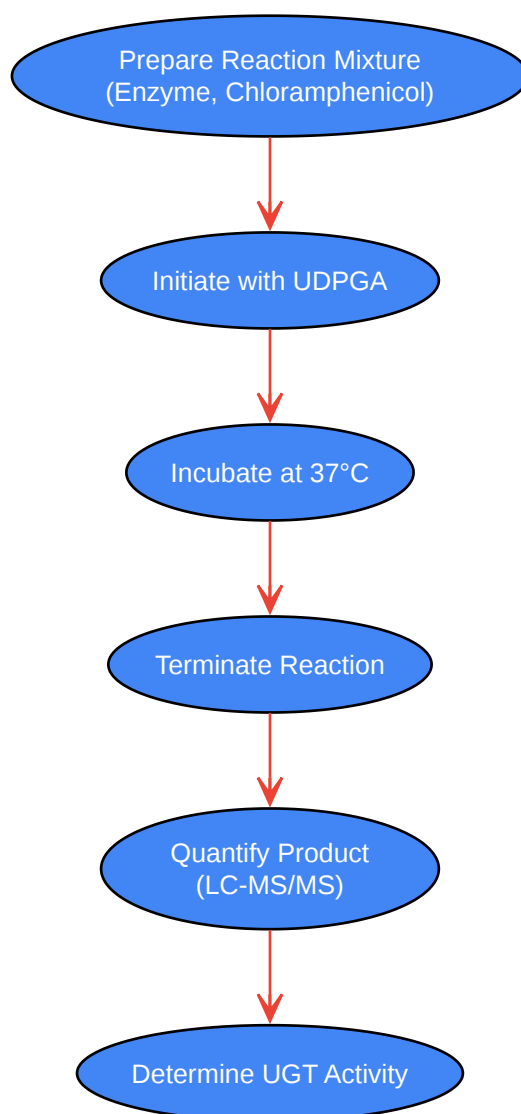 Prepare Reaction Mixture
(Enzyme, Chloramphenicol)
Initiate with UDPGA
Incubate at 37°C
Terminate Reaction
Quantify Product
(LC-MS/MS)
Determine UGT Activity